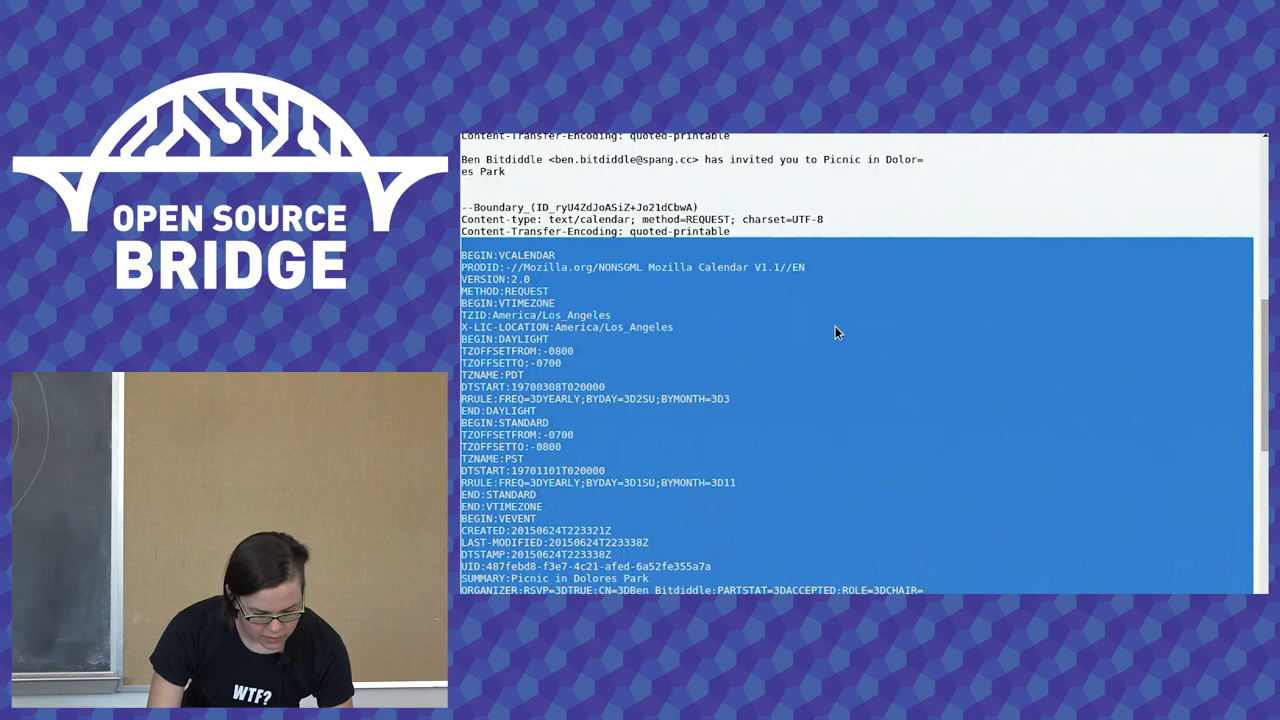 OPEN SOURCE
BRIDGE
WTF?
Content-Transfer-Encoding: quoted-printable
Ben Bitdiddle <ben.bitdiddle@spang.cc> has invited you to Picnic in Dolor=
es Park
--Boundary_(ID_ryU4ZdJoASiZ+Jo21dCbwA)
Content-type: text/calendar; method=REQUEST; charset=UTF-8
Content-Transfer-Encoding: quoted-printable
BEGIN:VCALENDAR
PRODID:-//Mozilla.org/NONSGML Mozilla Calendar V1.1//EN
VERSION:2.0
METHOD:REQUEST
BEGIN:VTIMEZONE
TZID:America/Los_Angeles
X-LIC-LOCATION:America/Los_Angeles
BEGIN:DAYLIGHT
TZOFFSETFROM:-0800
TZOFFSETTO:-0700
TZNAME:PDT
DTSTART:19700308T020000
RRULE:FREQ=3DYEARLY;BYDAY=3D2SU;BYMONTH=3D3
END:DAYLIGHT
BEGIN:STANDARD
TZOFFSETFROM:-0700
TZOFFSETTO:-0800
TZNAME:PST
DTSTART:19701101T020000
RRULE:FREQ=3DYEARLY;BYDAY=3D1SU;BYMONTH=3D11
END:STANDARD
END:VTIMEZONE
BEGIN:VEVENT
CREATED:20150624T223321Z
LAST-MODIFIED:20150624T223338Z
DTSTAMP:20150624T223338Z
UID:487febd8-f3e7-4c21-afed-6a52fe355a7a
SUMMARY:Picnic in Dolores Park
ORGANIZER;RSVP=3DTRUE;CN=3DBen Bitdiddle;PARTSTAT=3DACCEPTED;ROLE=3DCHAIR=